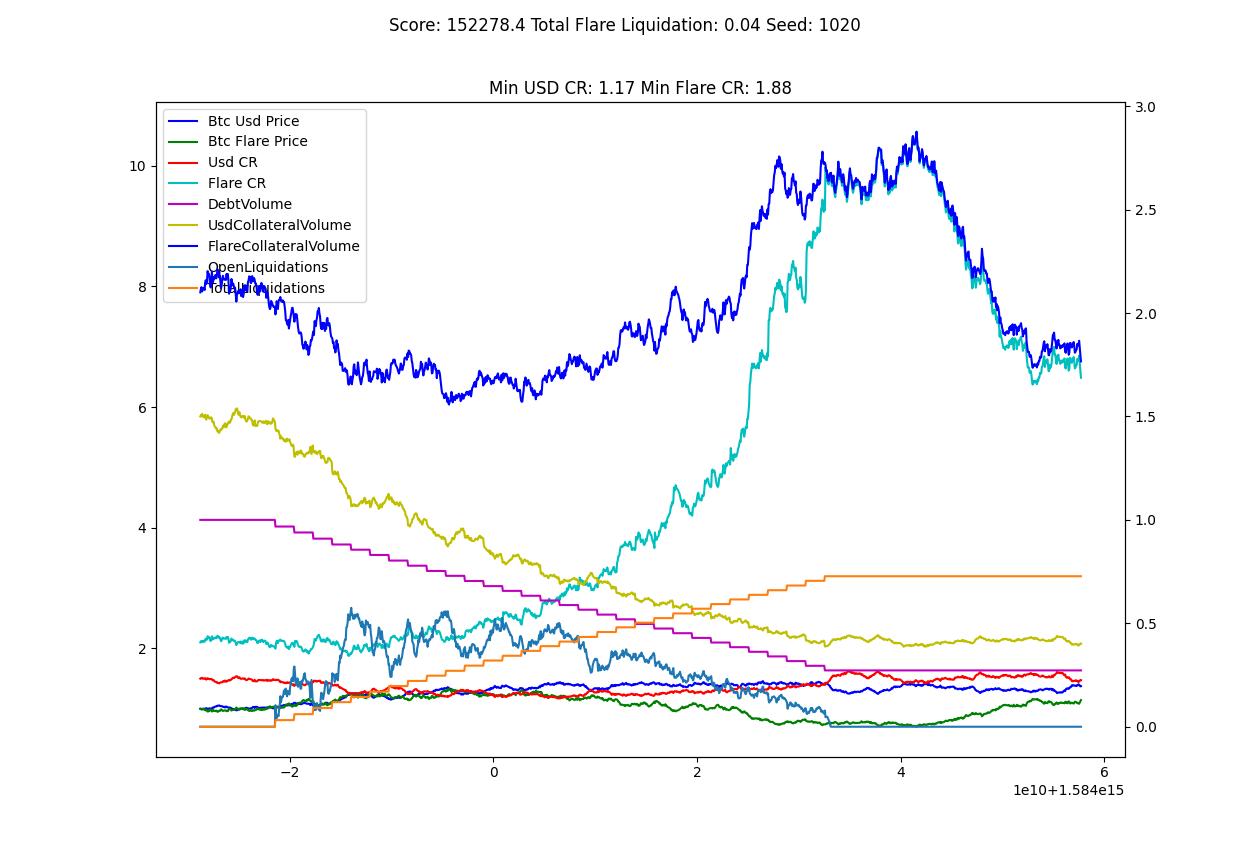 Score: 152278.4 Total Flare Liquidation: 0.04 Seed: 1020
Min USD CR: 1.17 Min Flare CR: 1.88
Btc Usd Price
Btc Flare Price
Usd CR
Flare CR
DebtVolume
UsdCollateralVolume
FlareCollateralVolume
OpenLiquidations
TotalLiquidations
10
8
6
4
2
3.0
2.5
2.0
1.5
1.0
0.5
0.0
−2
0
2
4
6
1e10+1.584e15